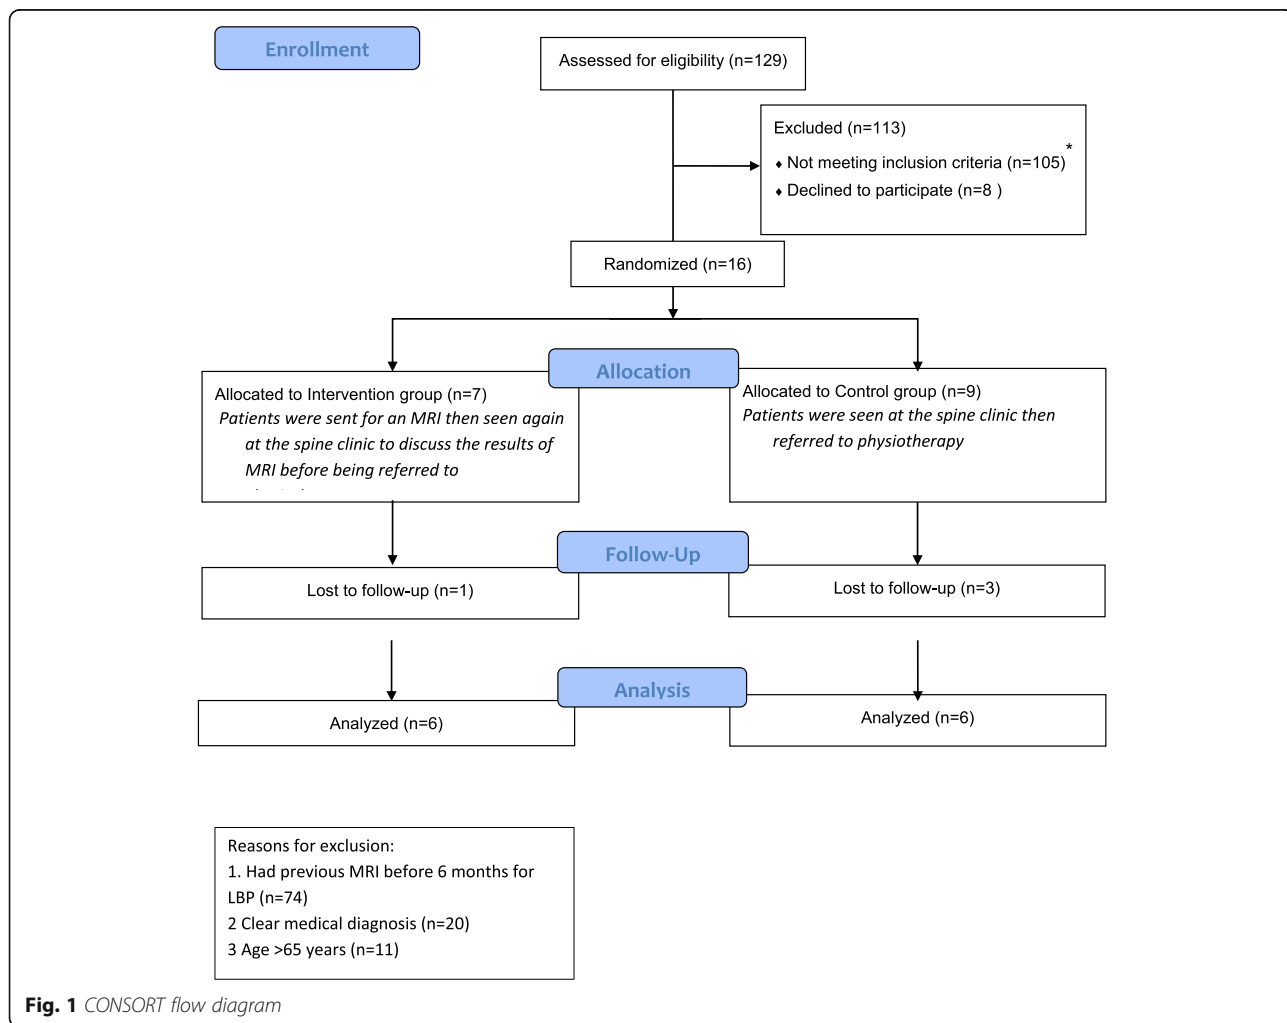 Enrollment
Assessed for eligibility (n=129)
Excluded (n=113)
♦ Not meeting inclusion criteria (n=105)*
♦ Declined to participate (n=8 )
Randomized (n=16)
Allocation
Allocated to Intervention group (n=7)
Patients were sent for an MRI then seen again
at the spine clinic to discuss the results of
MRI before being referred to
Allocated to Control group (n=9)
Patients were seen at the spine clinic then
referred to physiotherapy
Follow-Up
Lost to follow-up (n=1)
Lost to follow-up (n=3)
Analysis
Analyzed (n=6)
Analyzed (n=6)
Reasons for exclusion:
1. Had previous MRI before 6 months for
LBP (n=74)
2 Clear medical diagnosis (n=20)
3 Age >65 years (n=11)
Fig. 1 CONSORT flow diagram